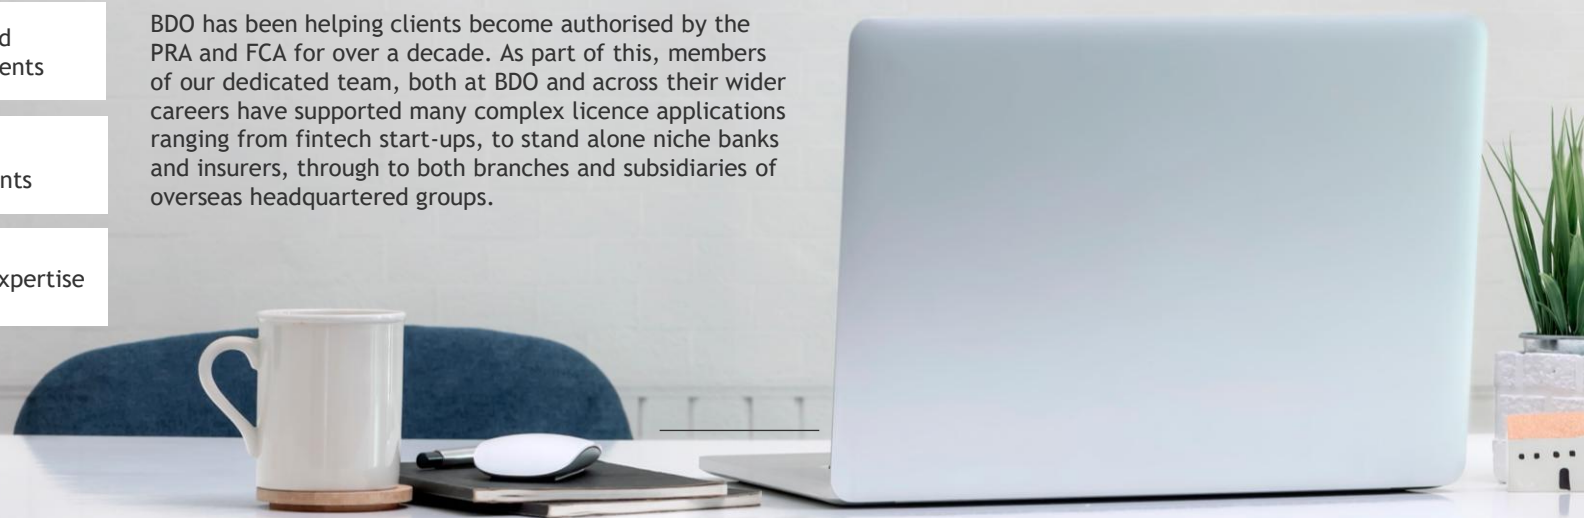 BDO has been helping clients become authorised by the
PRA and FCA for over a decade. As part of this, members
of our dedicated team, both at BDO and across their wider
careers have supported many complex licence applications
ranging from fintech start-ups, to stand alone niche banks
and insurers, through to both branches and subsidiaries of
overseas headquartered groups.